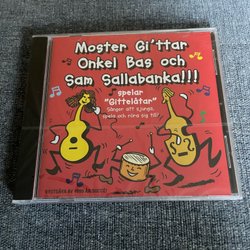 Moster Gi'ttar
Onkel Bas och
Sam Sallabanka!!!
spelar
"Gittelåtar"
Sånger att sjunga,
spela och röra sig till!